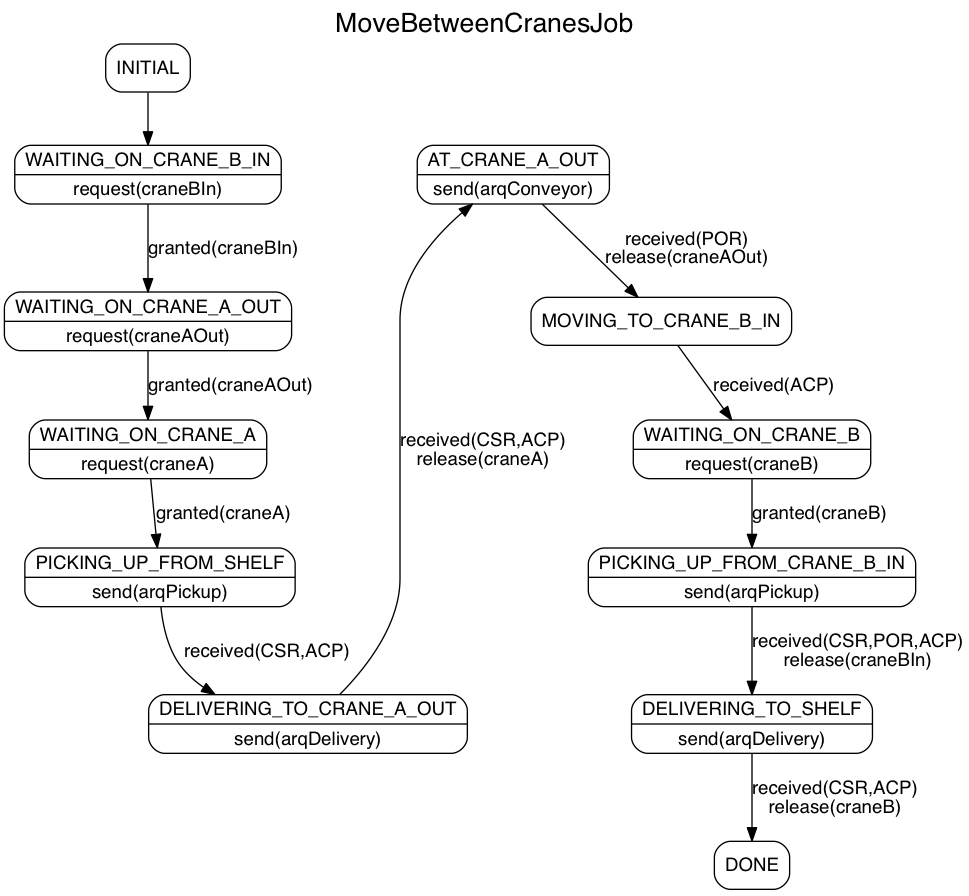 MoveBetweenCranesJob
INITIAL
WAITING_ON_CRANE_B_IN
request(craneBIn)
granted(craneBIn)
WAITING_ON_CRANE_A_OUT
request(craneAOut)
granted(craneAOut)
WAITING_ON_CRANE_A
request(craneA)
granted(craneA)
PICKING_UP_FROM_SHELF
send(arqPickup)
received(CSR,ACP)
DELIVERING_TO_CRANE_A_OUT
send(arqDelivery)
received(CSR,ACP)
release(craneA)
AT_CRANE_A_OUT
send(arqConveyor)
received(POR)
release(craneAOut)
MOVING_TO_CRANE_B_IN
received(ACP)
WAITING_ON_CRANE_B
request(craneB)
granted(craneB)
PICKING_UP_FROM_CRANE_B_IN
send(arqPickup)
received(CSR,POR,ACP)
release(craneBIn)
DELIVERING_TO_SHELF
send(arqDelivery)
received(CSR,ACP)
release(craneB)
DONE